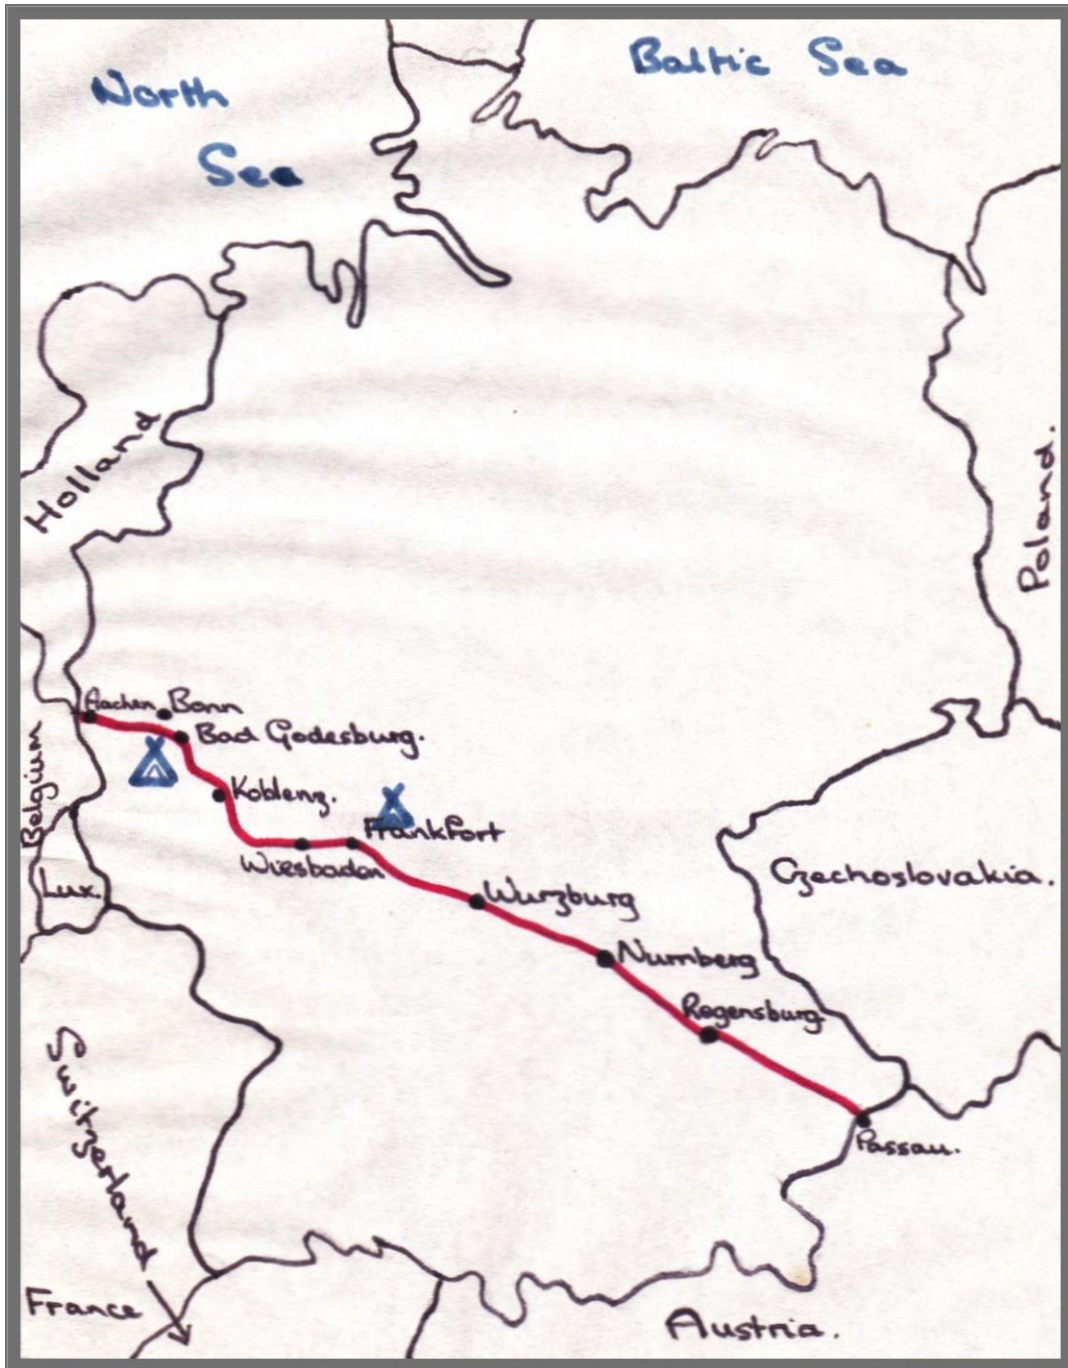 North
Sea
Baltic Sea
Holland
Poland.
Aachen
Bonn
Bad Godesburg.
Belgium
Koblenz.
Frankfort
Wiesbaden
Czechoslovakia.
Lux.
Wurzburg
Nurnberg
Regensburg
Switzerland
Passau.
France
Austria.